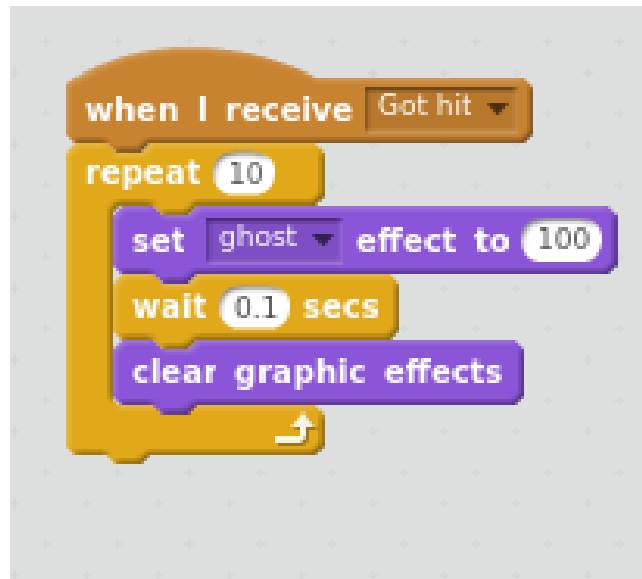 when I receive Got hit
repeat 10
set ghost effect to 100
wait 0.1 secs
clear graphic effects